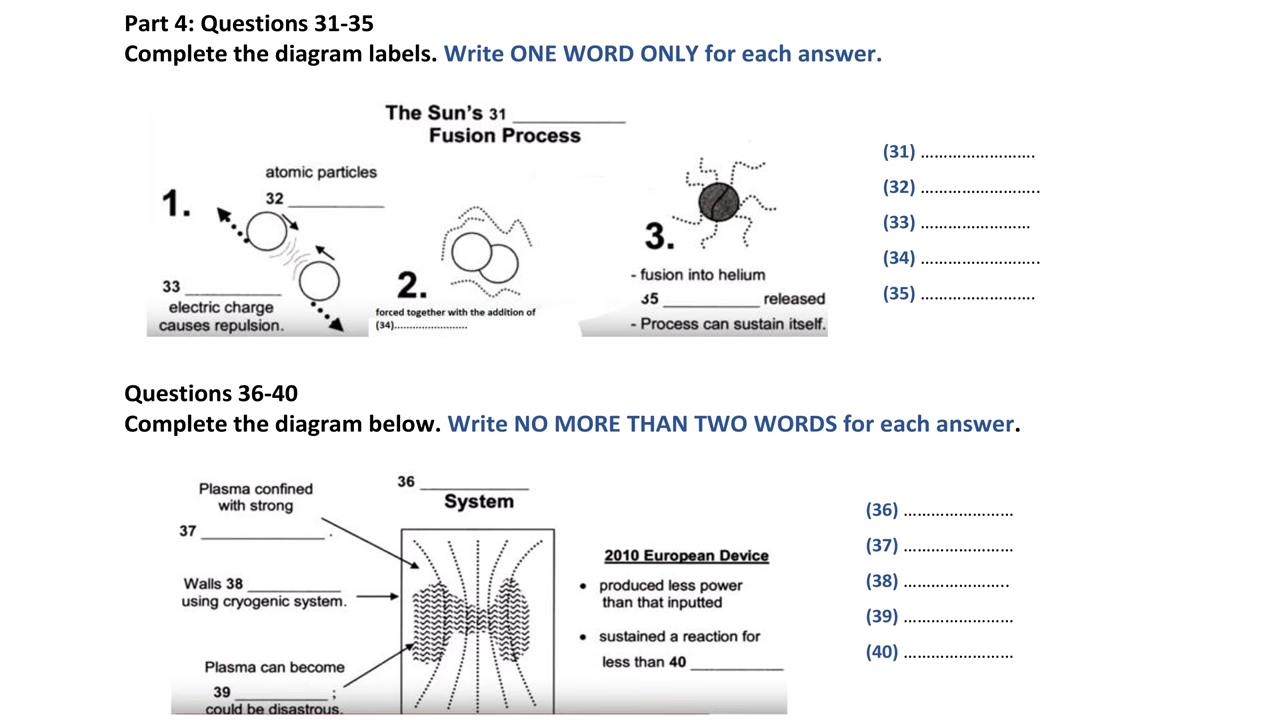 Part 4: Questions 31-35
Complete the diagram labels. Write ONE WORD ONLY for each answer.
The Sun's 31 ____________
Fusion Process
atomic particles
1.
32 ____________
33 ____________
electric charge
causes repulsion.
2.
forced together with the addition of
(34)........................
3.
- fusion into helium
35 ____________ released
- Process can sustain itself.
(31) ............................
(32) .............................
(33) ...........................
(34) .............................
(35) ............................
Questions 36-40
Complete the diagram below. Write NO MORE THAN TWO WORDS for each answer.
36 ____________
System
Plasma confined
with strong
37 ____________ .
Walls 38 ____________
using cryogenic system.
Plasma can become
39 ____________ ;
could be disastrous.
2010 European Device
• produced less power
than that inputted
• sustained a reaction for
less than 40 ____________
(36) ...........................
(37) ...........................
(38) ..........................
(39) ...........................
(40) ...........................